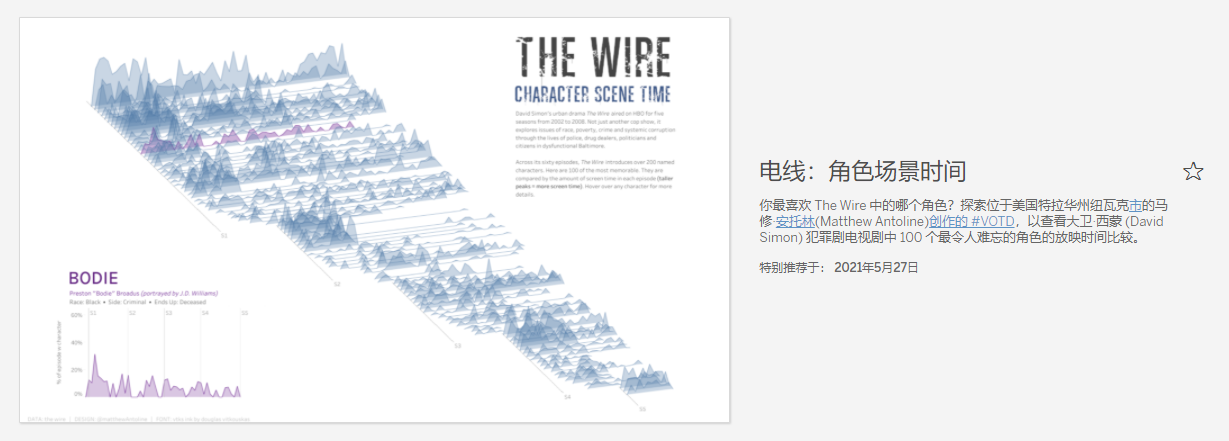 THE WIRE
CHARACTER SCENE TIME
David Simon's urban drama The Wire aired on HBO for five
seasons from 2002 to 2008. Not just another cop show, it
explores issues of race, poverty, crime and systemic corruption
through the lives of police, drug dealers, politicians and
citizens in dysfunctional Baltimore.
Across its sixty episodes, The Wire introduces over 200 named
characters. Here are 100 of the most memorable. They are
compared by the amount of screen time in each episode (taller
peaks = more screen time). Hover over any character for more
details.
S1
S2
S3
S4
S5
BODIE
Preston "Bodie" Broadus (portrayed by J.D. Williams)
Race: Black • Side: Criminal • Ends Up: Deceased
% of episode w/character
60%
40%
20%
0%
S1 S2 S3 S4 S5
电线：角色场景时间
你最喜欢 The Wire 中的哪个角色？探索位于美国特拉华州纽瓦克市的马
修·安托林(Matthew Antoline)创作的 #VOTD，以查看大卫·西蒙 (David
Simon) 犯罪剧电视剧中 100 个最令人难忘的角色的放映时间比较。
特别推荐于： 2021年5月27日